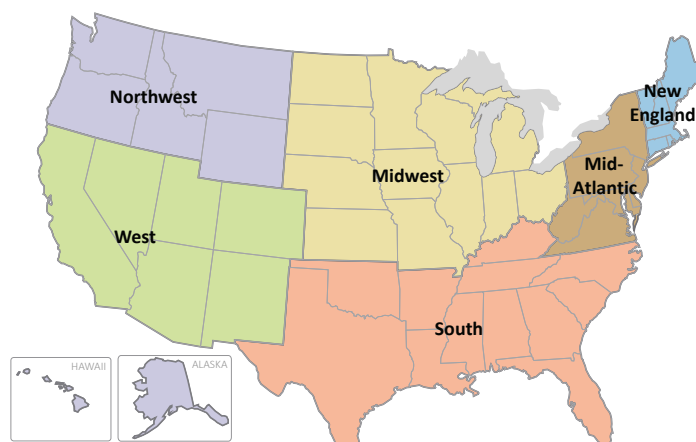 New
England
Northwest
Mid-
Atlantic
Midwest
West
South
HAWAII
ALASKA